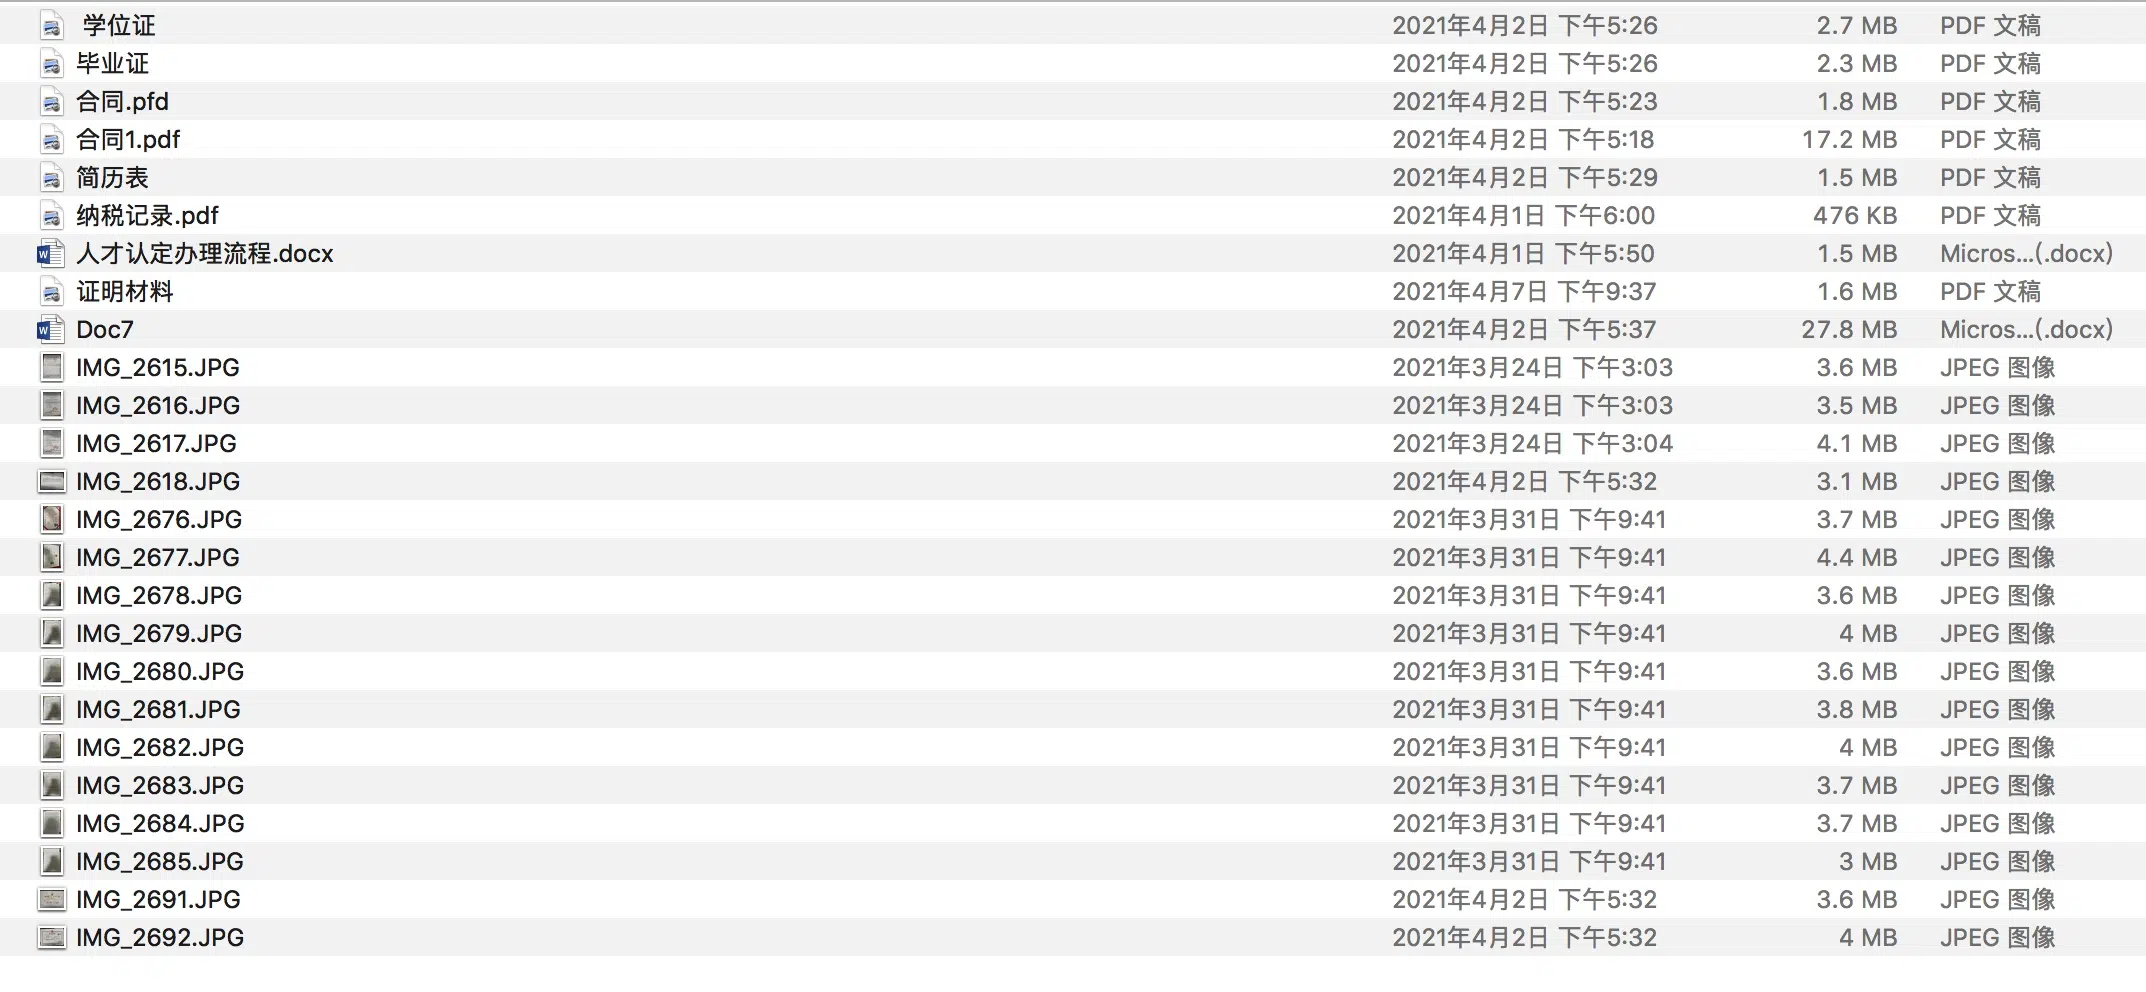 学位证 2021年4月2日 下午5:26 2.7 MB PDF 文稿
毕业证 2021年4月2日 下午5:26 2.3 MB PDF 文稿
合同.pfd 2021年4月2日 下午5:23 1.8 MB PDF 文稿
合同1.pdf 2021年4月2日 下午5:18 17.2 MB PDF 文稿
简历表 2021年4月2日 下午5:29 1.5 MB PDF 文稿
纳税记录.pdf 2021年4月1日 下午6:00 476 KB PDF 文稿
人才认定办理流程.docx 2021年4月1日 下午5:50 1.5 MB Micros...(.docx)
证明材料 2021年4月7日 下午9:37 1.6 MB PDF 文稿
Doc7 2021年4月2日 下午5:37 27.8 MB Micros...(.docx)
IMG_2615.JPG 2021年3月24日 下午3:03 3.6 MB JPEG 图像
IMG_2616.JPG 2021年3月24日 下午3:03 3.5 MB JPEG 图像
IMG_2617.JPG 2021年3月24日 下午3:04 4.1 MB JPEG 图像
IMG_2618.JPG 2021年4月2日 下午5:32 3.1 MB JPEG 图像
IMG_2676.JPG 2021年3月31日 下午9:41 3.7 MB JPEG 图像
IMG_2677.JPG 2021年3月31日 下午9:41 4.4 MB JPEG 图像
IMG_2678.JPG 2021年3月31日 下午9:41 3.6 MB JPEG 图像
IMG_2679.JPG 2021年3月31日 下午9:41 4 MB JPEG 图像
IMG_2680.JPG 2021年3月31日 下午9:41 3.6 MB JPEG 图像
IMG_2681.JPG 2021年3月31日 下午9:41 3.8 MB JPEG 图像
IMG_2682.JPG 2021年3月31日 下午9:41 4 MB JPEG 图像
IMG_2683.JPG 2021年3月31日 下午9:41 3.7 MB JPEG 图像
IMG_2684.JPG 2021年3月31日 下午9:41 3.7 MB JPEG 图像
IMG_2685.JPG 2021年3月31日 下午9:41 3 MB JPEG 图像
IMG_2691.JPG 2021年4月2日 下午5:32 3.6 MB JPEG 图像
IMG_2692.JPG 2021年4月2日 下午5:32 4 MB JPEG 图像